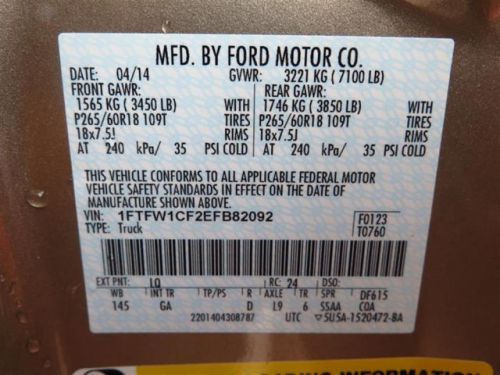 MFD. BY FORD MOTOR CO.
DATE: 04/14 GVWR: 3221 KG ( 7100 LB)
FRONT GAWR: REAR GAWR:
1565 KG ( 3450 LB) WITH 1746 KG ( 3850 LB) WITH
P265/60R18 109T TIRES P265/60R18 109T TIRES
18x7.5J RIMS 18x7.5J RIMS
AT 240 kPa/ 35 PSI COLD AT 240 kPa/ 35 PSI COLD
THIS VEHICLE CONFORMS TO ALL APPLICABLE FEDERAL MOTOR
VEHICLE SAFETY STANDARDS IN EFFECT ON THE DATE OF
MANUFACTURE SHOWN ABOVE.
VIN: 1FTFW1CF2EFB82092 F0123
TYPE: Truck T0760
EXT PNT: LQ RC: 24 DSO:
WB INT TR TP/PS R AXLE TR SPR DF615
145 GA D L9 6 SSAA COA
2201404308787 UTC 5U5A-1520472-BA
INFORMATION